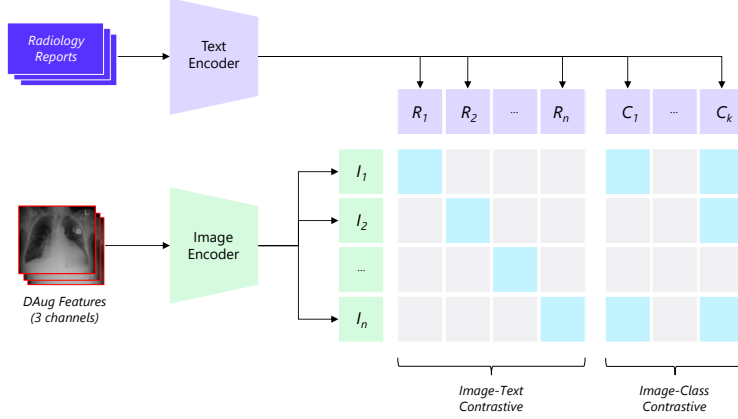 Radiology
Reports
Text
Encoder
R1 R2 ... Rn C1 ... Ck
I1
I2
...
In
Image
Encoder
DAug Features
(3 channels)
Image-Text
Contrastive
Image-Class
Contrastive